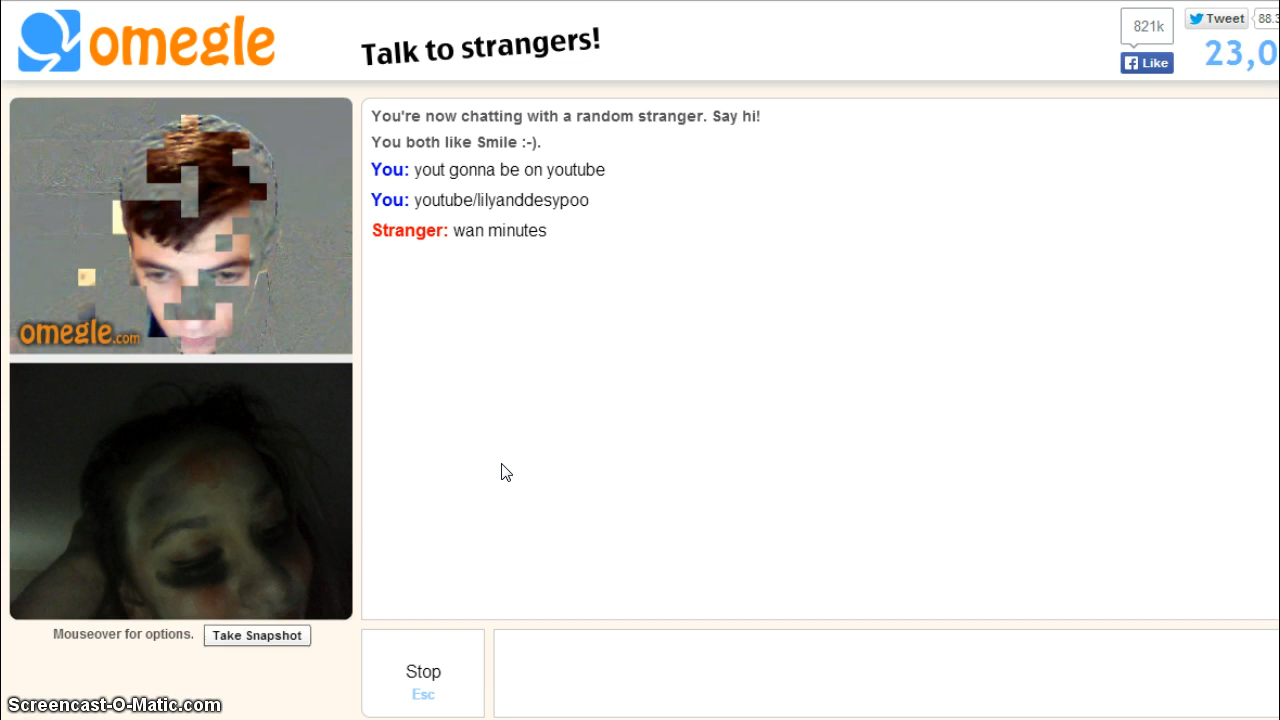 omegle
Talk to strangers!
821k
Like
Tweet
88.3
23,0
You're now chatting with a random stranger. Say hi!
You both like Smile :-).
You: yout gonna be on youtube
You: youtube/lilyanddesypoo
Stranger: wan minutes
omegle.com
Mouseover for options.
Take Snapshot
Stop
Esc
Screencast-O-Matic.com